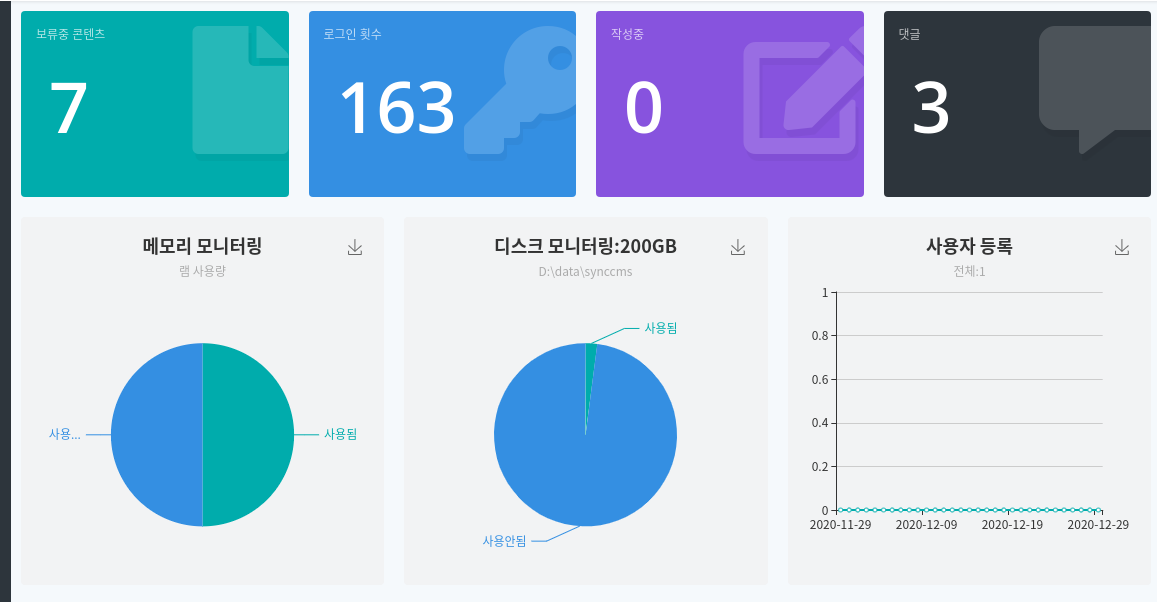 보류중 콘텐츠
7
로그인 횟수
163
작성중
0
댓글
3
메모리 모니터링
램 사용량
사용...
사용됨
디스크 모니터링:200GB
D:\data\synccms
사용됨
사용안됨
사용자 등록
전체:1
1
0.8
0.6
0.4
0.2
0
2020-11-29 2020-12-09 2020-12-19 2020-12-29